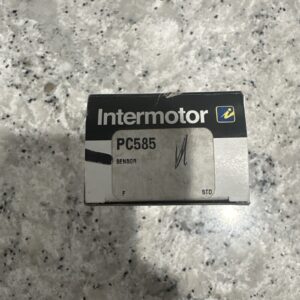 Intermotor i
PC585
SENSOR
F STD